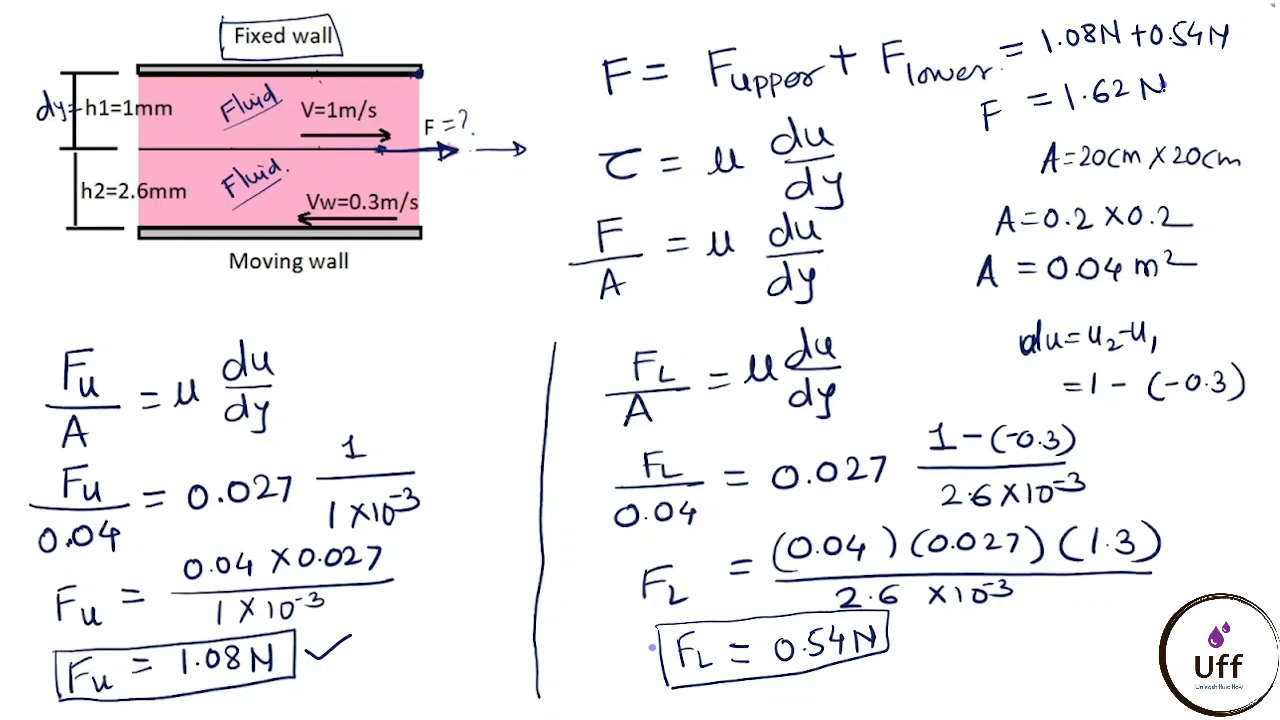 Fixed wall
dy= h1=1mm
Fluid
V=1m/s
F =?
h2=2.6mm
Fluid.
Vw=0.3m/s
Moving wall
F = Fupper + Flower = 1.08N + 0.54N
F = 1.62 N
τ = μ du/dy
A=20cm X 20cm
F/A = μ du/dy
A=0.2 X 0.2
A = 0.04 m²
du = u₂-u₁
= 1 - (-0.3)
Fu/A = μ du/dy
Fu/0.04 = 0.027 1/1 X 10⁻³
Fu = 0.04 X 0.027/1 X 10⁻³
Fu = 1.08 N
FL/A = μ du/dy
FL/0.04 = 0.027 1-(-0.3)/2.6 X 10⁻³
FL = (0.04)(0.027)(1.3)/2.6 X 10⁻³
FL = 0.54N
Uff